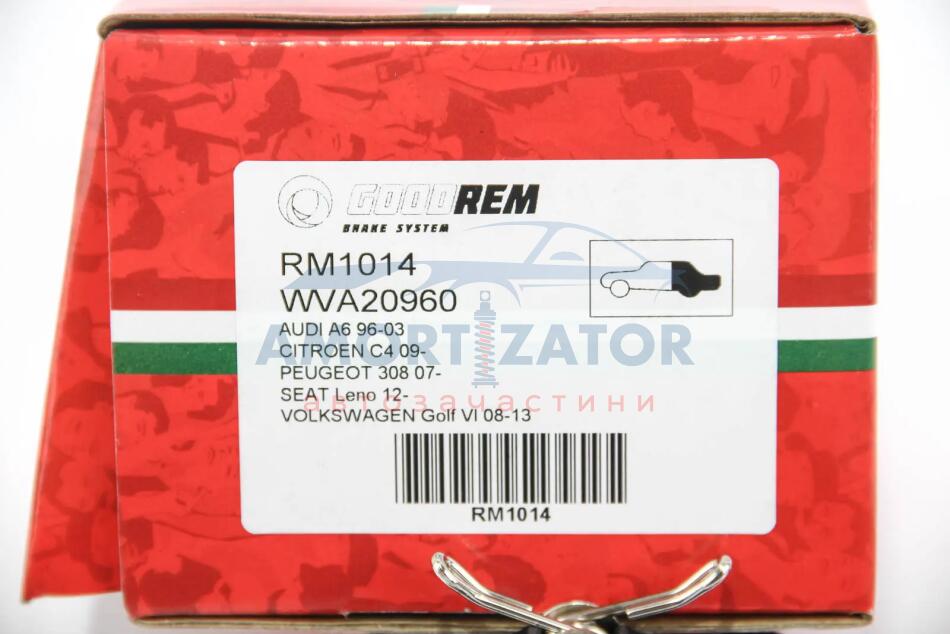 GOODREM
BRAKE SYSTEM
RM1014
WVA20960
AUDI A6 96-03
CITROEN C4 09-
PEUGEOT 308 07-
SEAT Leno 12-
VOLKSWAGEN Golf VI 08-13
RM1014
AMORTIZATOR
автозапчастини